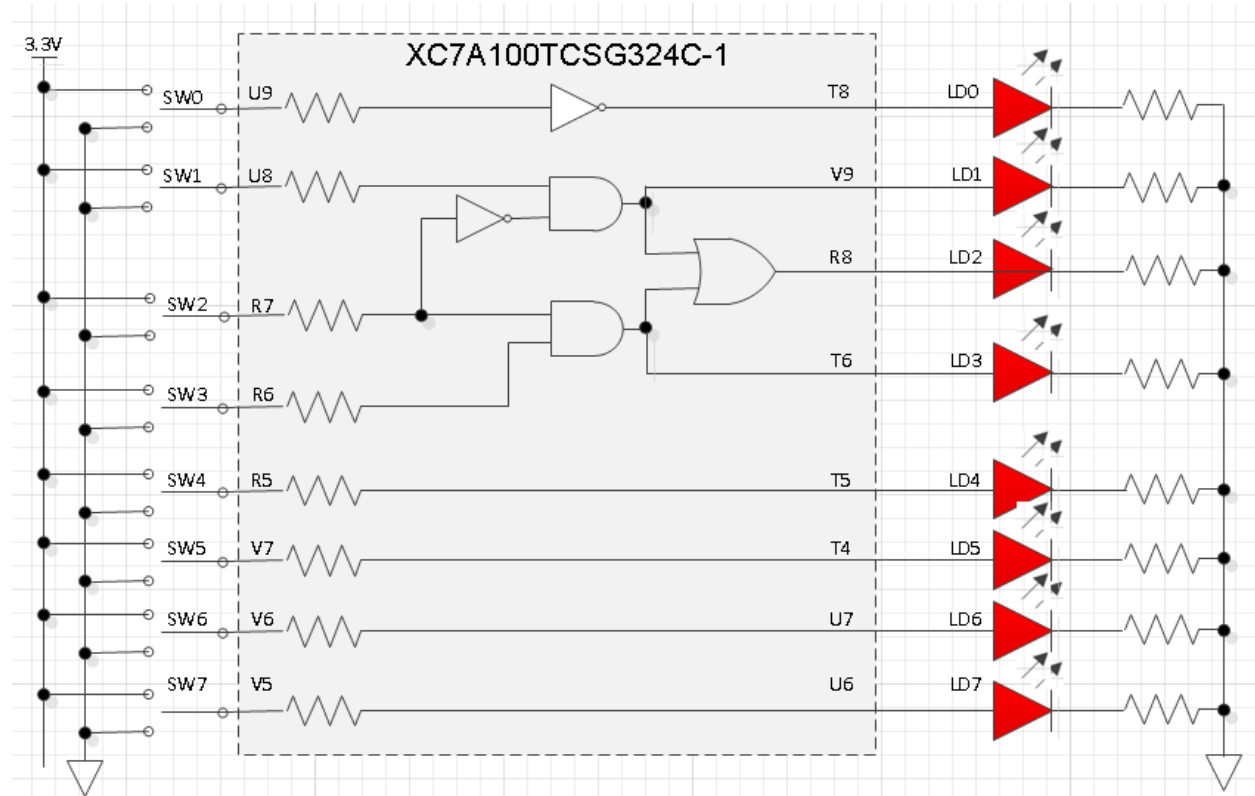 XC7A100TCSG324C-1
3.3V
SW0 U9 T8 LD0
SW1 U8 V9 LD1
R8 LD2
SW2 R7
T6 LD3
SW3 R6
SW4 R5 T5 LD4
SW5 V7 T4 LD5
SW6 V6 U7 LD6
SW7 V5 U6 LD7